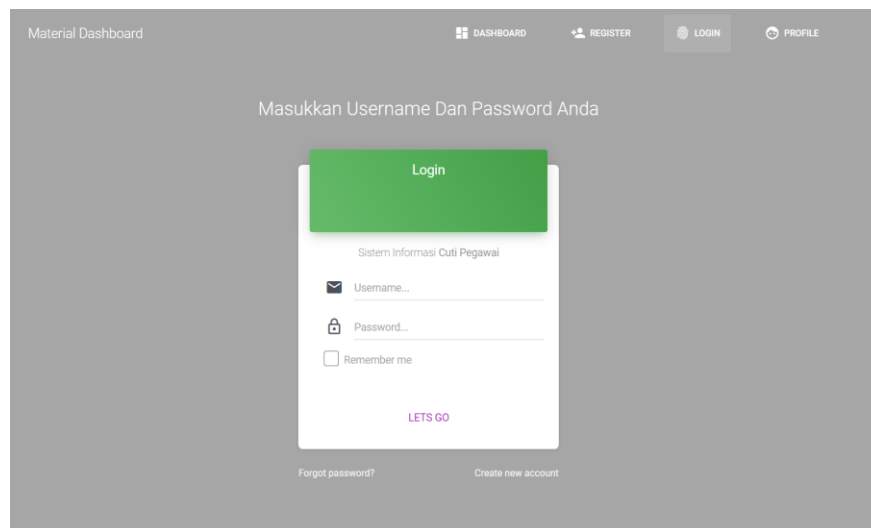 Material Dashboard
DASHBOARD
REGISTER
LOGIN
PROFILE
Masukkan Username Dan Password Anda
Login
Sistem Informasi Cuti Pegawai
Username...
Password...
Remember me
LETS GO
Forgot password?
Create new account